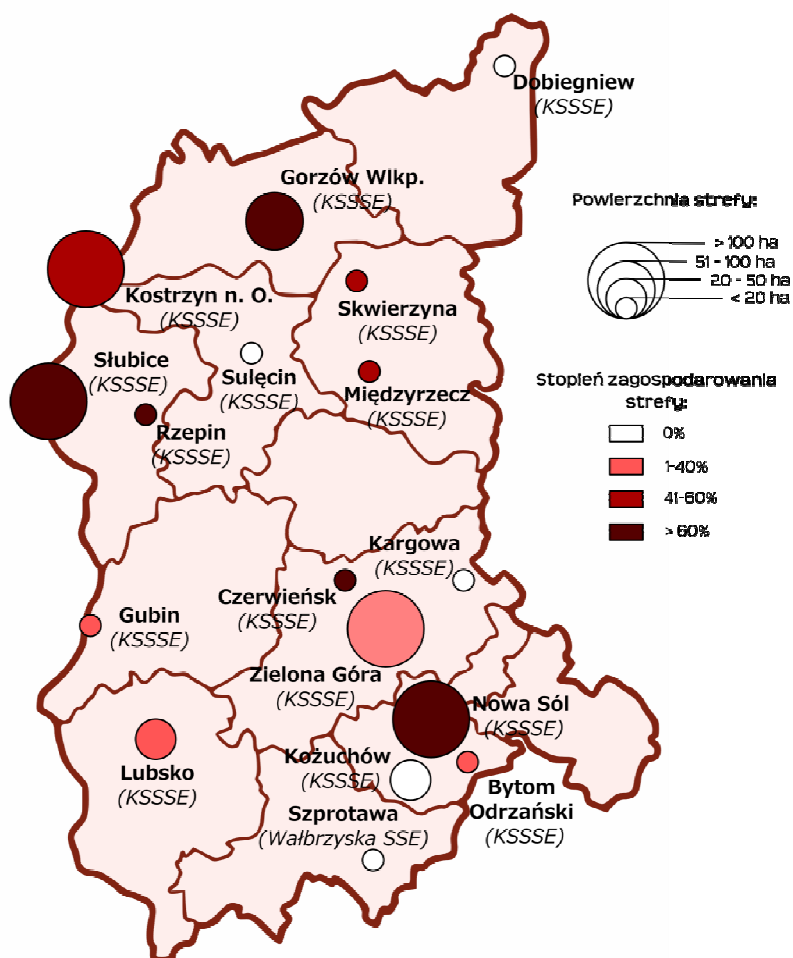 Dobiegniew
(KSSSE)
Gorzów Wlkp.
(KSSSE)
Powierzchnia strefy:
> 100 ha
51 - 100 ha
20 - 50 ha
< 20 ha
Kostrzyn n. O.
(KSSSE)
Skwierzyna
(KSSSE)
Słubice
(KSSSE)
Sulęcin
(KSSSE)
Międzyrzecz
(KSSSE)
Rzepin
(KSSSE)
Stopień zagospodarowania
strefy:
0%
1-40%
41-60%
> 60%
Kargowa
(KSSSE)
Czerwieńsk
(KSSSE)
Gubin
(KSSSE)
Zielona Góra
(KSSSE)
Nowa Sól
(KSSSE)
Lubsko
(KSSSE)
Kożuchów
(KSSSE)
Bytom
Odrzański
(KSSSE)
Szprotawa
(Wałbrzyska SSE)